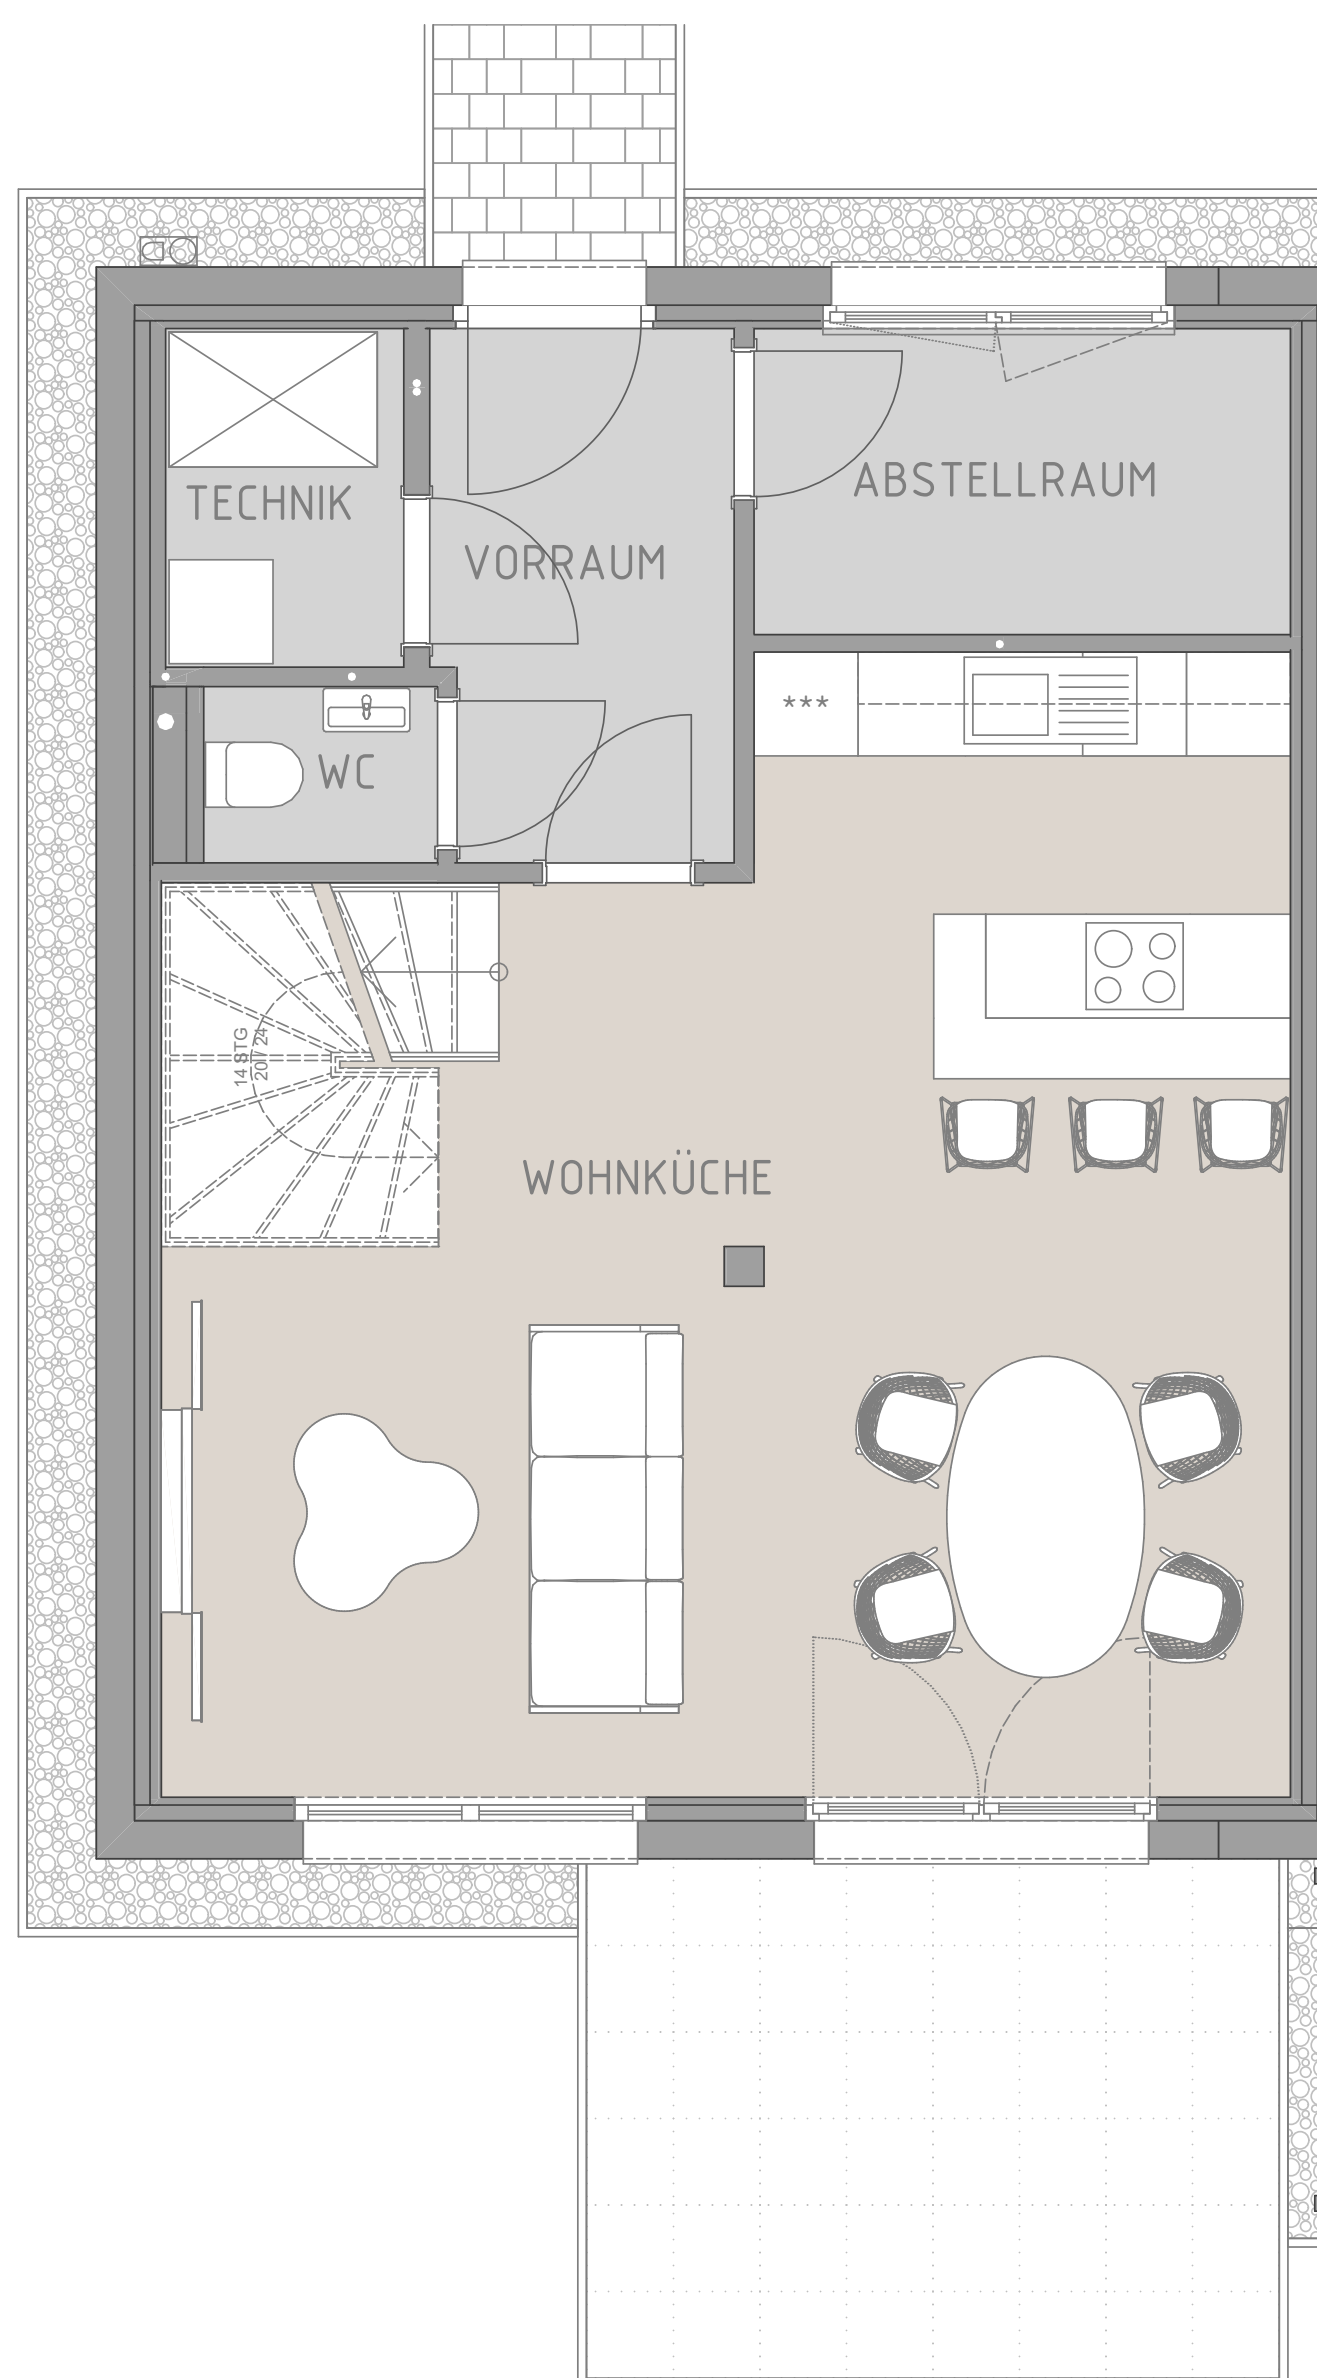 TECHNIK
ABSTELLRAUM
VORRAUM
***
WC
14 STG
20 / 24
WOHNKÜCHE